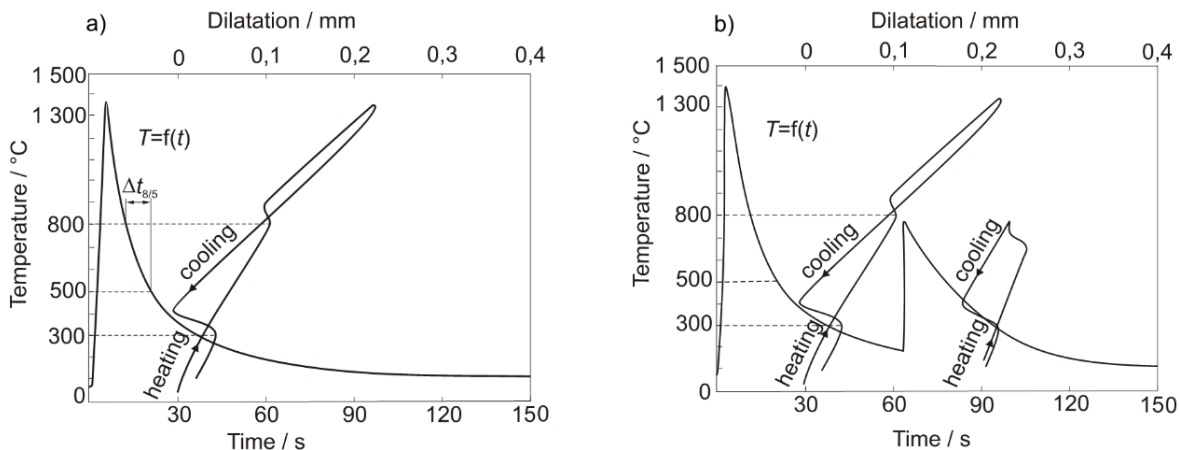 a)
Dilatation / mm
0 0,1 0,2 0,3 0,4
1 500
1 300
800
500
300
0
Temperature / °C
T=f(t)
Δt8/5
cooling
heating
30 60 90 120 150
Time / s
b)
Dilatation / mm
0 0,1 0,2 0,3 0,4
1 500
1 300
800
500
300
0
Temperature / °C
T=f(t)
cooling
cooling
heating
heating
30 60 90 120 150
Time / s